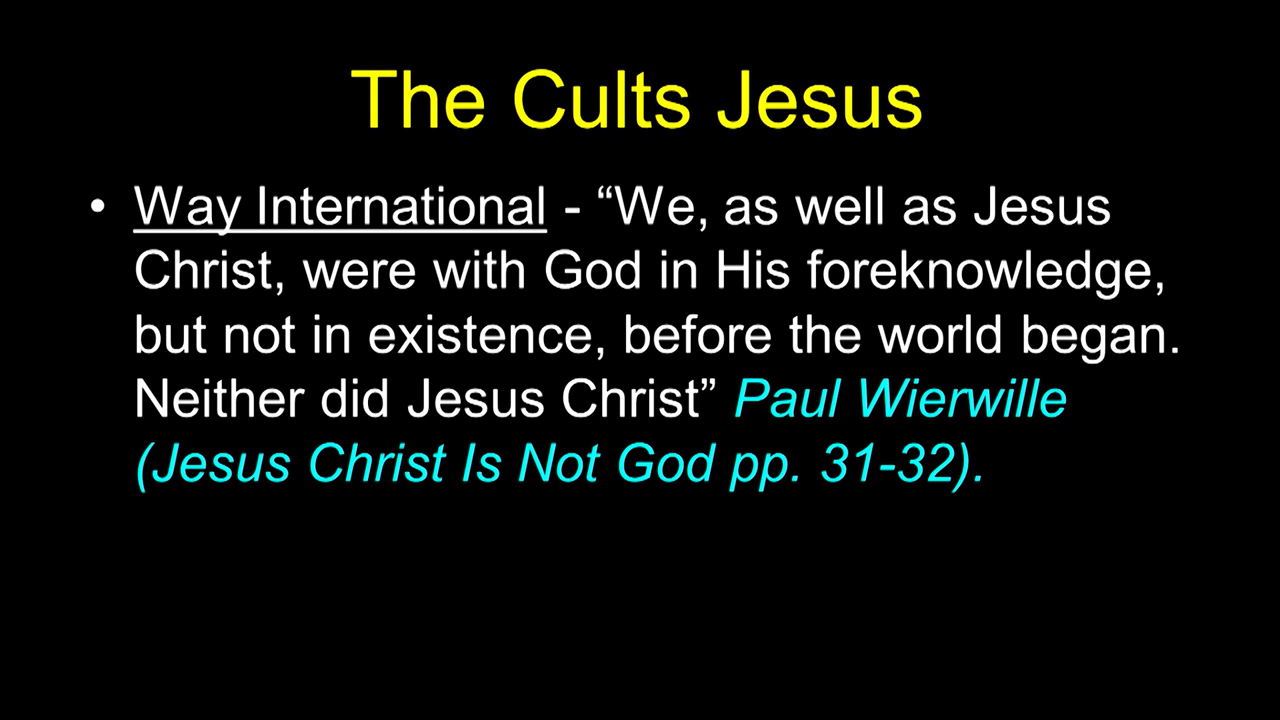 The Cults Jesus
• Way International - “We, as well as Jesus
Christ, were with God in His foreknowledge,
but not in existence, before the world began.
Neither did Jesus Christ” Paul Wierwille
(Jesus Christ Is Not God pp. 31-32).